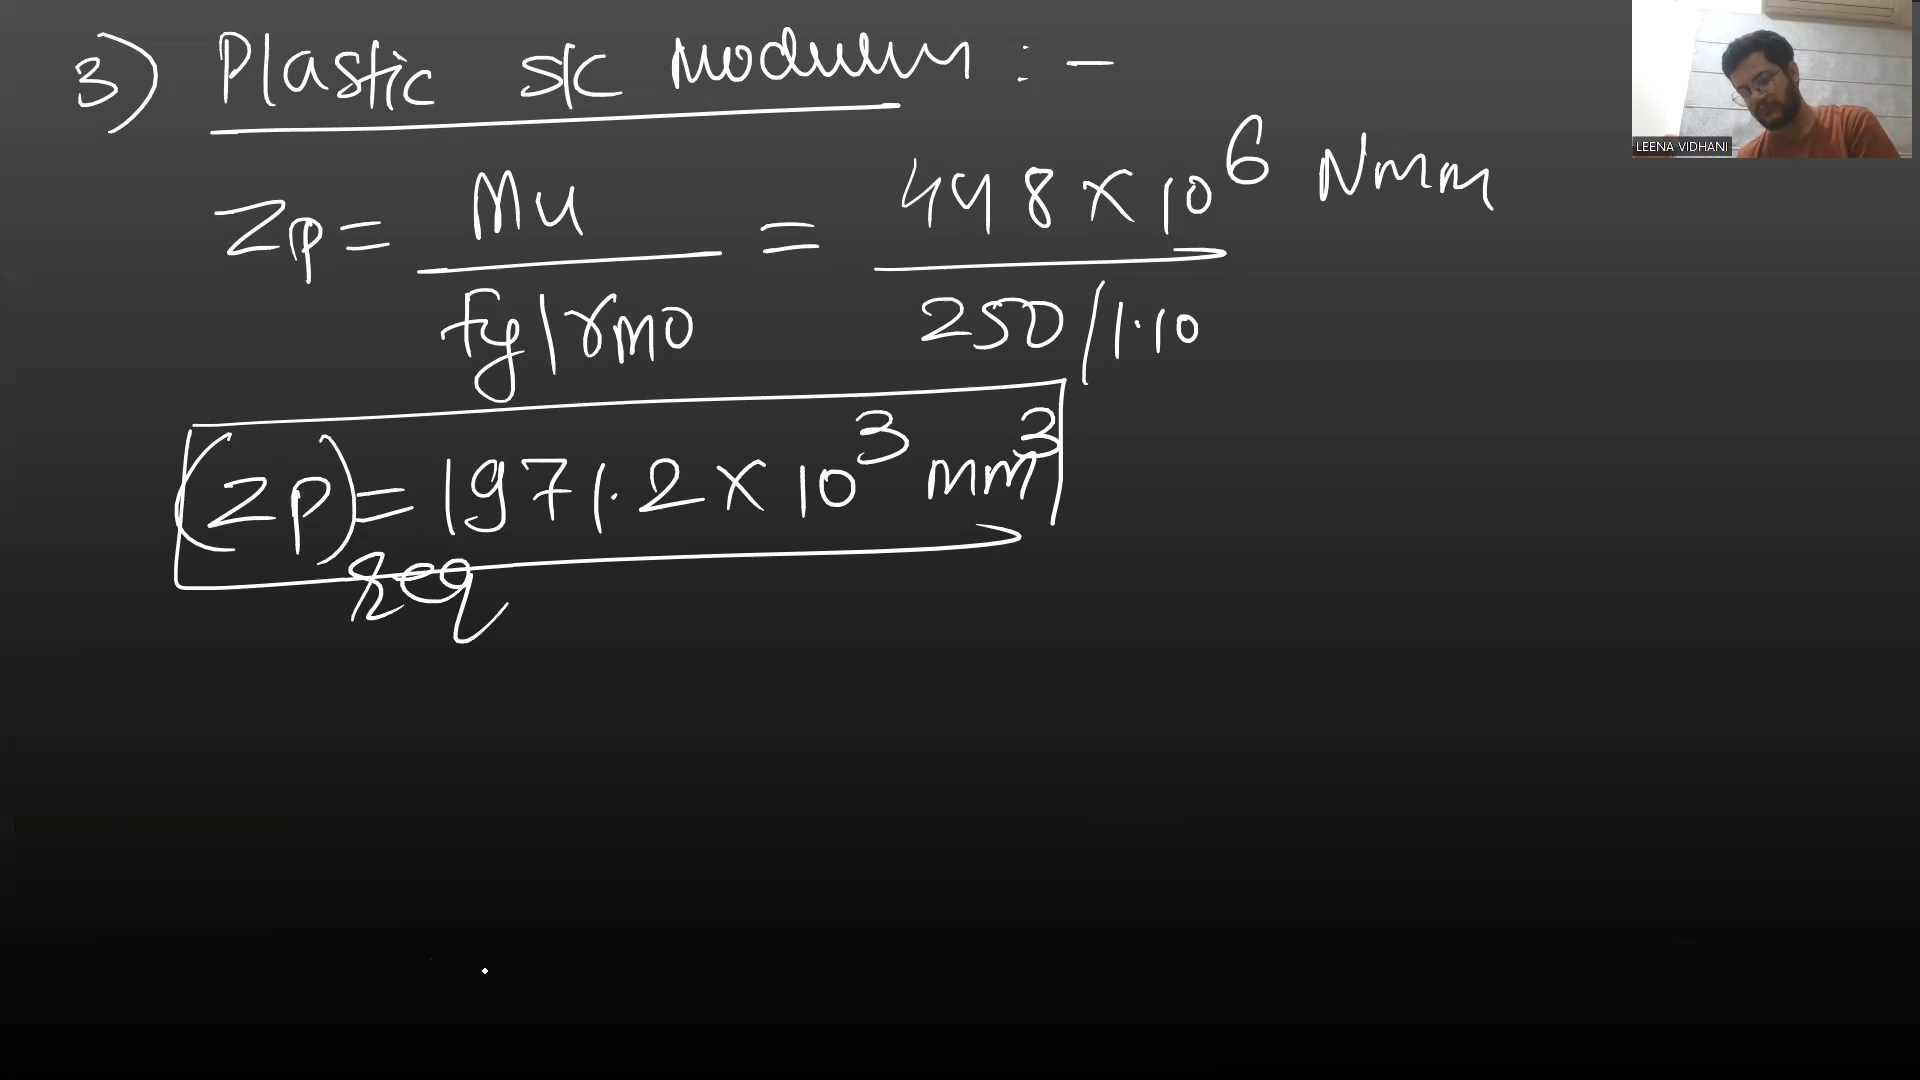 3) Plastic s/c Modulus :-
LEENA VIDHANI
Zp = Mu / fy/γmo = 448 x 10^6 Nmm / 250/1.10
(Zp)req = 1971.2 x 10^3 mm^3